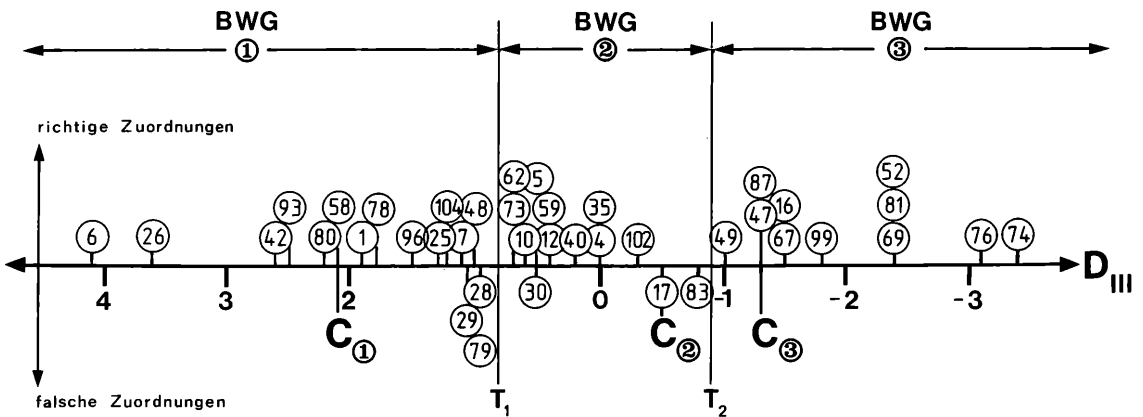 BWG BWG BWG
① ② ③
richtige Zuordnungen
52
62 5 87
93 58 78 104 48 73 59 35 47 16 81
6 26 42 80 1 96 25 7 10 12 40 4 102 49 67 99 69 76 74
D III
4 3 2 28 30 0 17 83 -1 -2 -3
29
C① C② C③
79
falsche Zuordnungen T1 T2